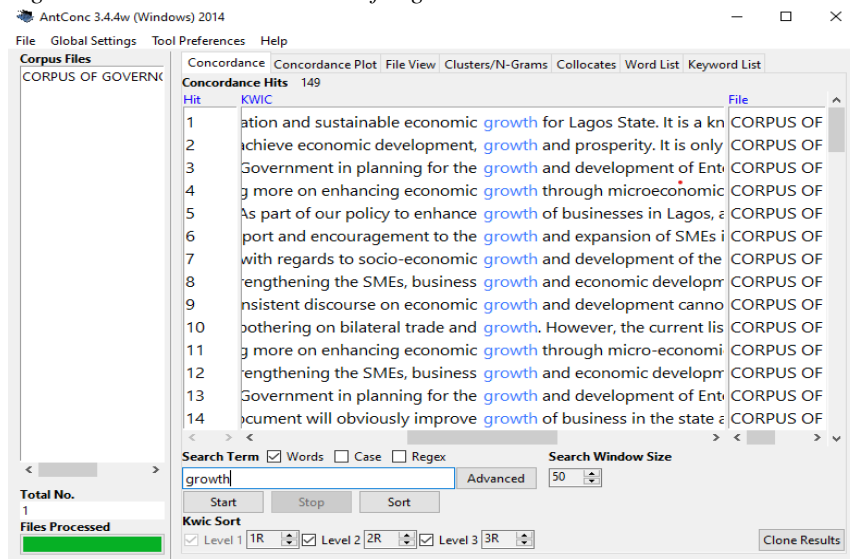 AntConc 3.4.4w (Windows) 2014
File Global Settings Tool Preferences Help
Corpus Files
CORPUS OF GOVERN
Concordance Concordance Plot File View Clusters/N-Grams Collocates Word List Keyword List
Concordance Hits 149
Hit KWIC File
1 ation and sustainable economic growth for Lagos State. It is a kn CORPUS OF
2 achieve economic development, growth and prosperity. It is only CORPUS OF
3 Government in planning for the growth and development of Ent CORPUS OF
4 g more on enhancing economic growth through microeconomic CORPUS OF
5 As part of our policy to enhance growth of businesses in Lagos, a CORPUS OF
6 port and encouragement to the growth and expansion of SMEs i CORPUS OF
7 with regards to socio-economic growth and development of the CORPUS OF
8 rengthening the SMEs, business growth and economic developm CORPUS OF
9 nsistent discourse on economic growth and development canno CORPUS OF
10 bothering on bilateral trade and growth. However, the current lis CORPUS OF
11 g more on enhancing economic growth through micro-economi CORPUS OF
12 rengthening the SMEs, business growth and economic developm CORPUS OF
13 Government in planning for the growth and development of Ent CORPUS OF
14 ocument will obviously improve growth of business in the state a CORPUS OF
Search Term Words Case Regex Search Window Size
growth Advanced 50
Start Stop Sort
Total No.
1
Files Processed
Kwic Sort
Level 1 1R Level 2 2R Level 3 3R Clone Results